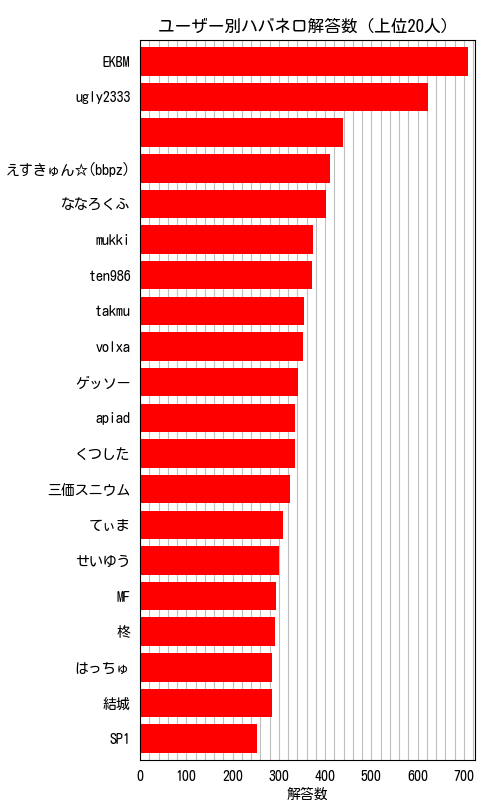 ユーザー別ハバネロ解答数 (上位20人)
EKBM
ugly2333
えすきゅん☆(bbpz)
ななろくふ
mukki
ten986
takmu
volxa
ゲッソー
apiad
くつした
三価スニウム
てぃま
せいゆう
MF
柊
はっちゅ
結城
SP1
0 100 200 300 400 500 600 700
解答数